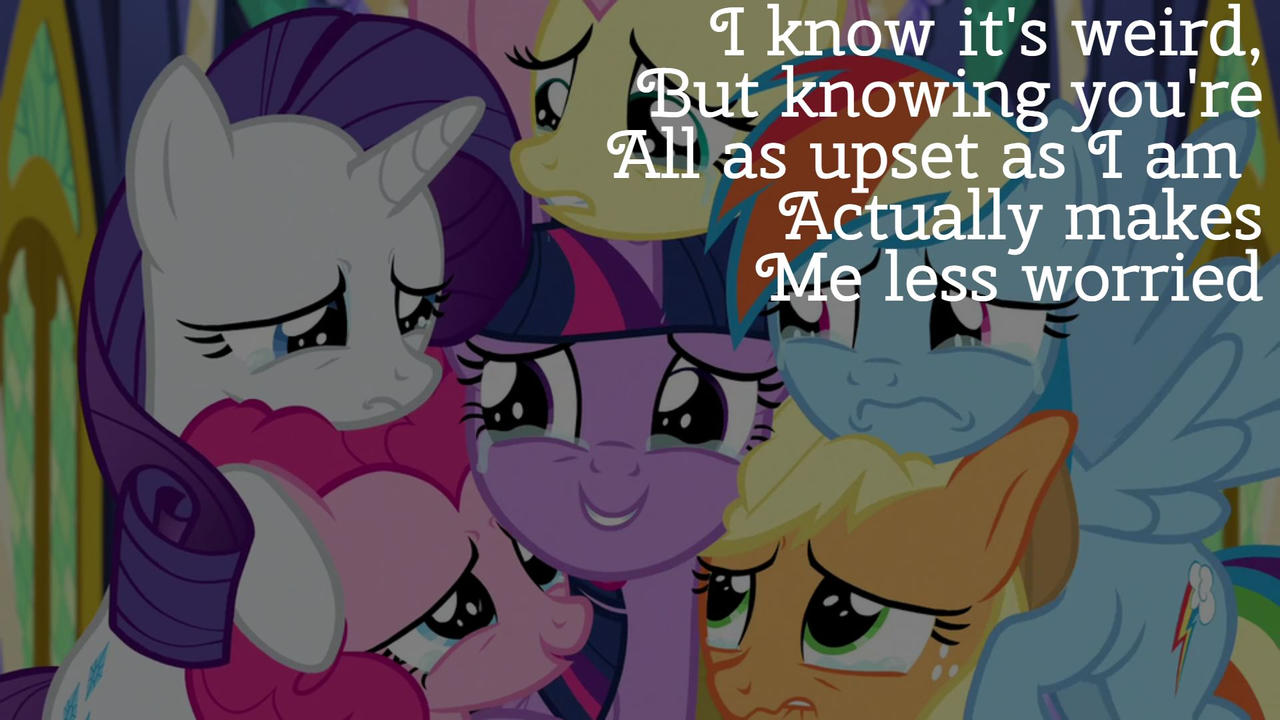 I know it's weird,
But knowing you're
All as upset as I am
Actually makes
Me less worried